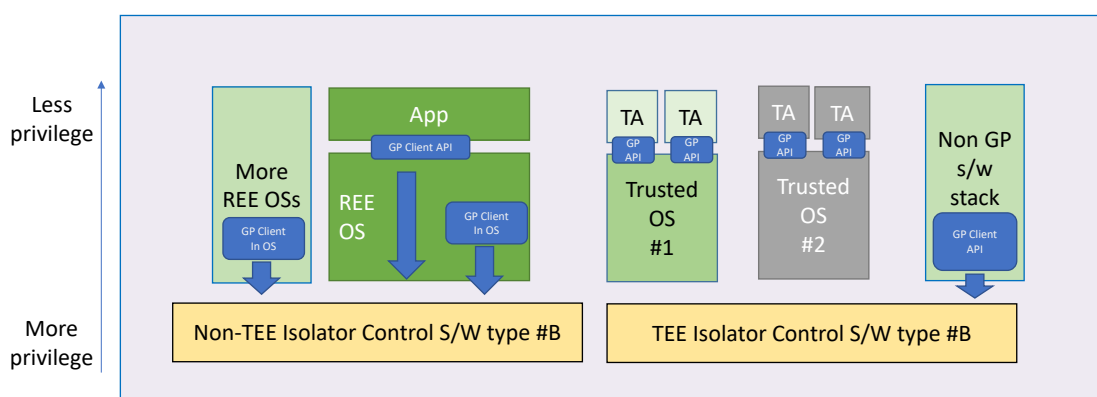 Less
privilege
More
privilege
More
REE OSs
GP Client
In OS
App
GP Client API
REE
OS
GP Client
In OS
Non-TEE Isolator Control S/W type #B
TA
TA
GP
API
GP
API
Trusted
OS
#1
TA
TA
GP
API
GP
API
Trusted
OS
#2
Non GP
s/w
stack
GP Client
API
TEE Isolator Control S/W type #B